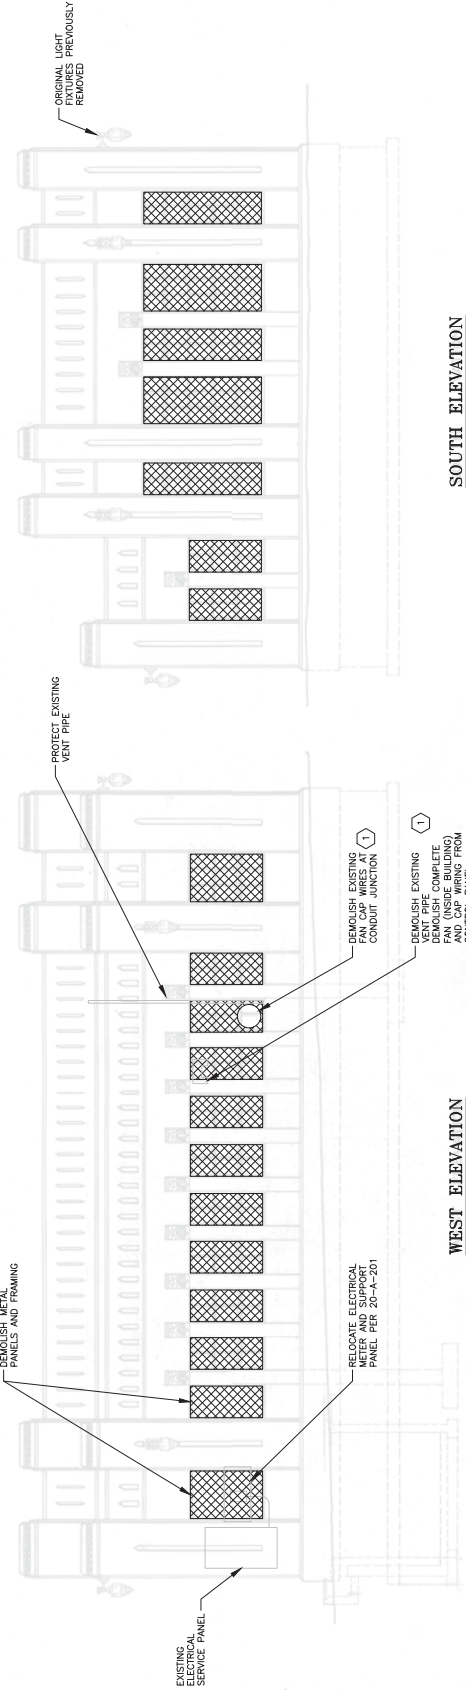 DEMOLISH METAL
PANELS AND FRAMING
EXISTING
ELECTRICAL
SERVICE PANEL
RELOCATE ELECTRICAL
METER AND SUPPORT
PANEL PER 20-A-201
WEST ELEVATION
PROTECT EXISTING
VENT PIPE
DEMOLISH EXISTING
FAN CAP WIRES AT
CONDUIT JUNCTION
1
DEMOLISH EXISTING
VENT PIPE
DEMOLISH COMPLETE
FAN (INSIDE BUILDING)
AND CAP WIRING FROM
1
ORIGINAL LIGHT
FIXTURES PREVIOUSLY
REMOVED
SOUTH ELEVATION